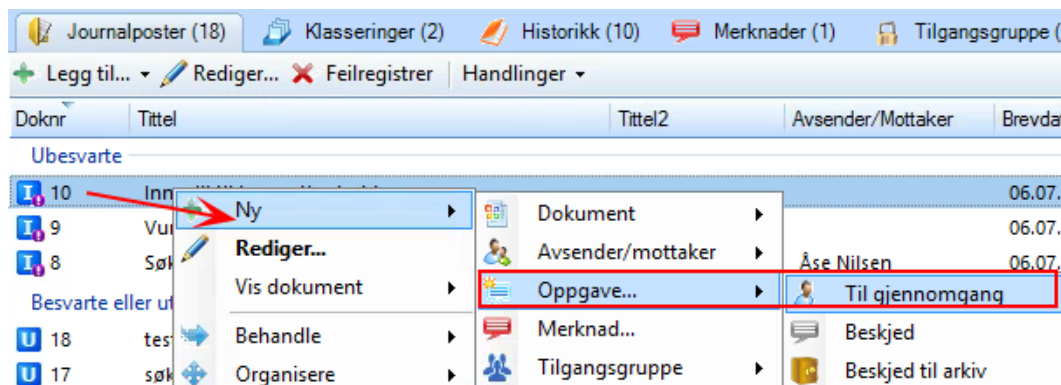 Journalposter (18) Klasseringer (2) Historikk (10) Merknader (1) Tilgangsgruppe (
Legg til... Rediger... Feilregistrer Handlinger
Doknr Tittel Tittel2 Avsender/Mottaker Brevda
Ubesvarte
I 10 06.07.
Ny
Dokument
I 9 06.07.
Rediger...
Avsender/mottaker
I 8 Søk Åse Nilsen 06.07.
Vis dokument
Oppgave...
Til gjennomgang
Besvarte eller ut
Merknad...
Beskjed
U 18 Behandle
Tilgangsgruppe
Beskjed til arkiv
U 17 søk Organisere